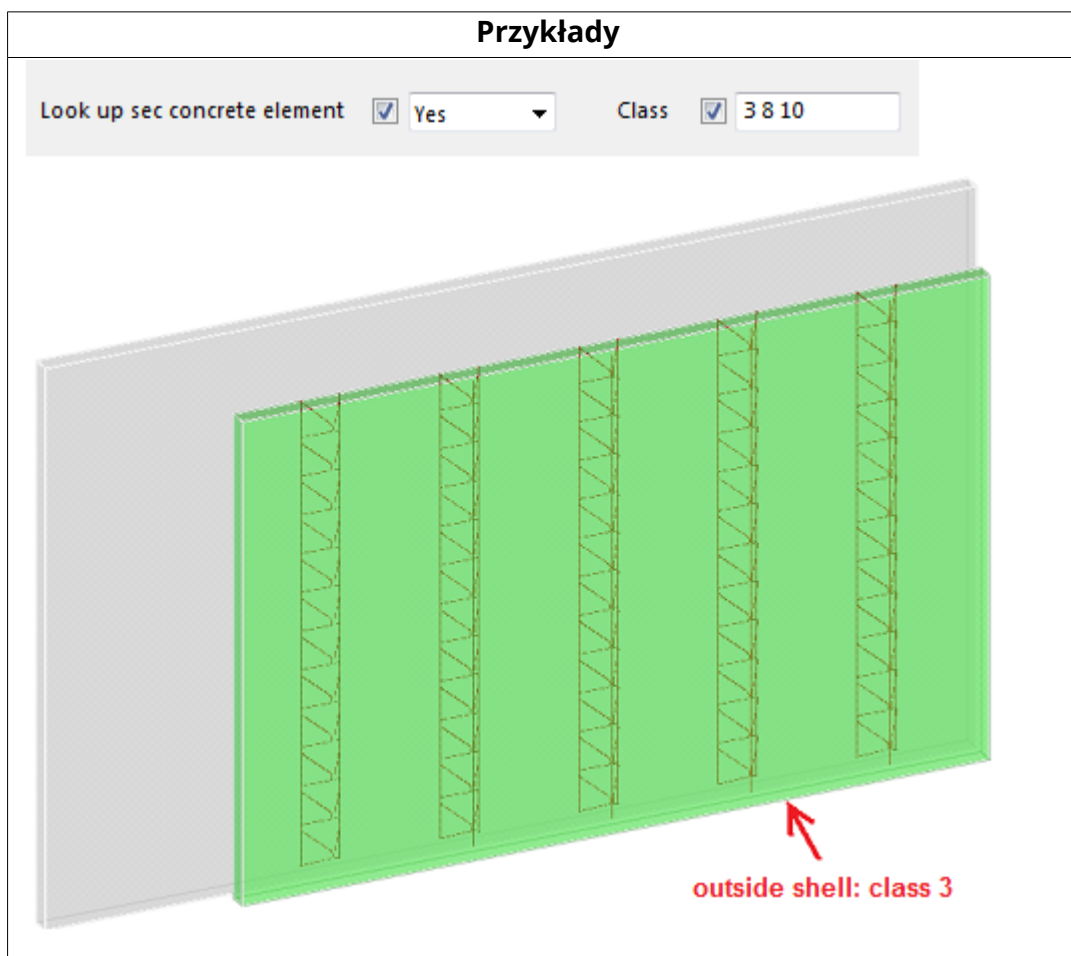 Przykłady
Look up sec concrete element Yes Class 3 8 10
outside shell: class 3